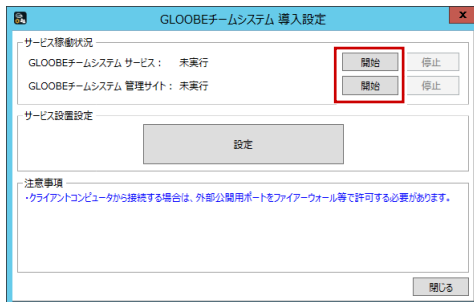 GLOOBEチームシステム 導入設定
サービス稼働状況
GLOOBEチームシステム サービス： 未実行 開始 停止
GLOOBEチームシステム 管理サイト： 未実行 開始 停止
サービス設置設定
設定
注意事項
・クライアントコンピュータから接続する場合は、外部公開用ポートをファイアーウォール等で許可する必要があります。
閉じる